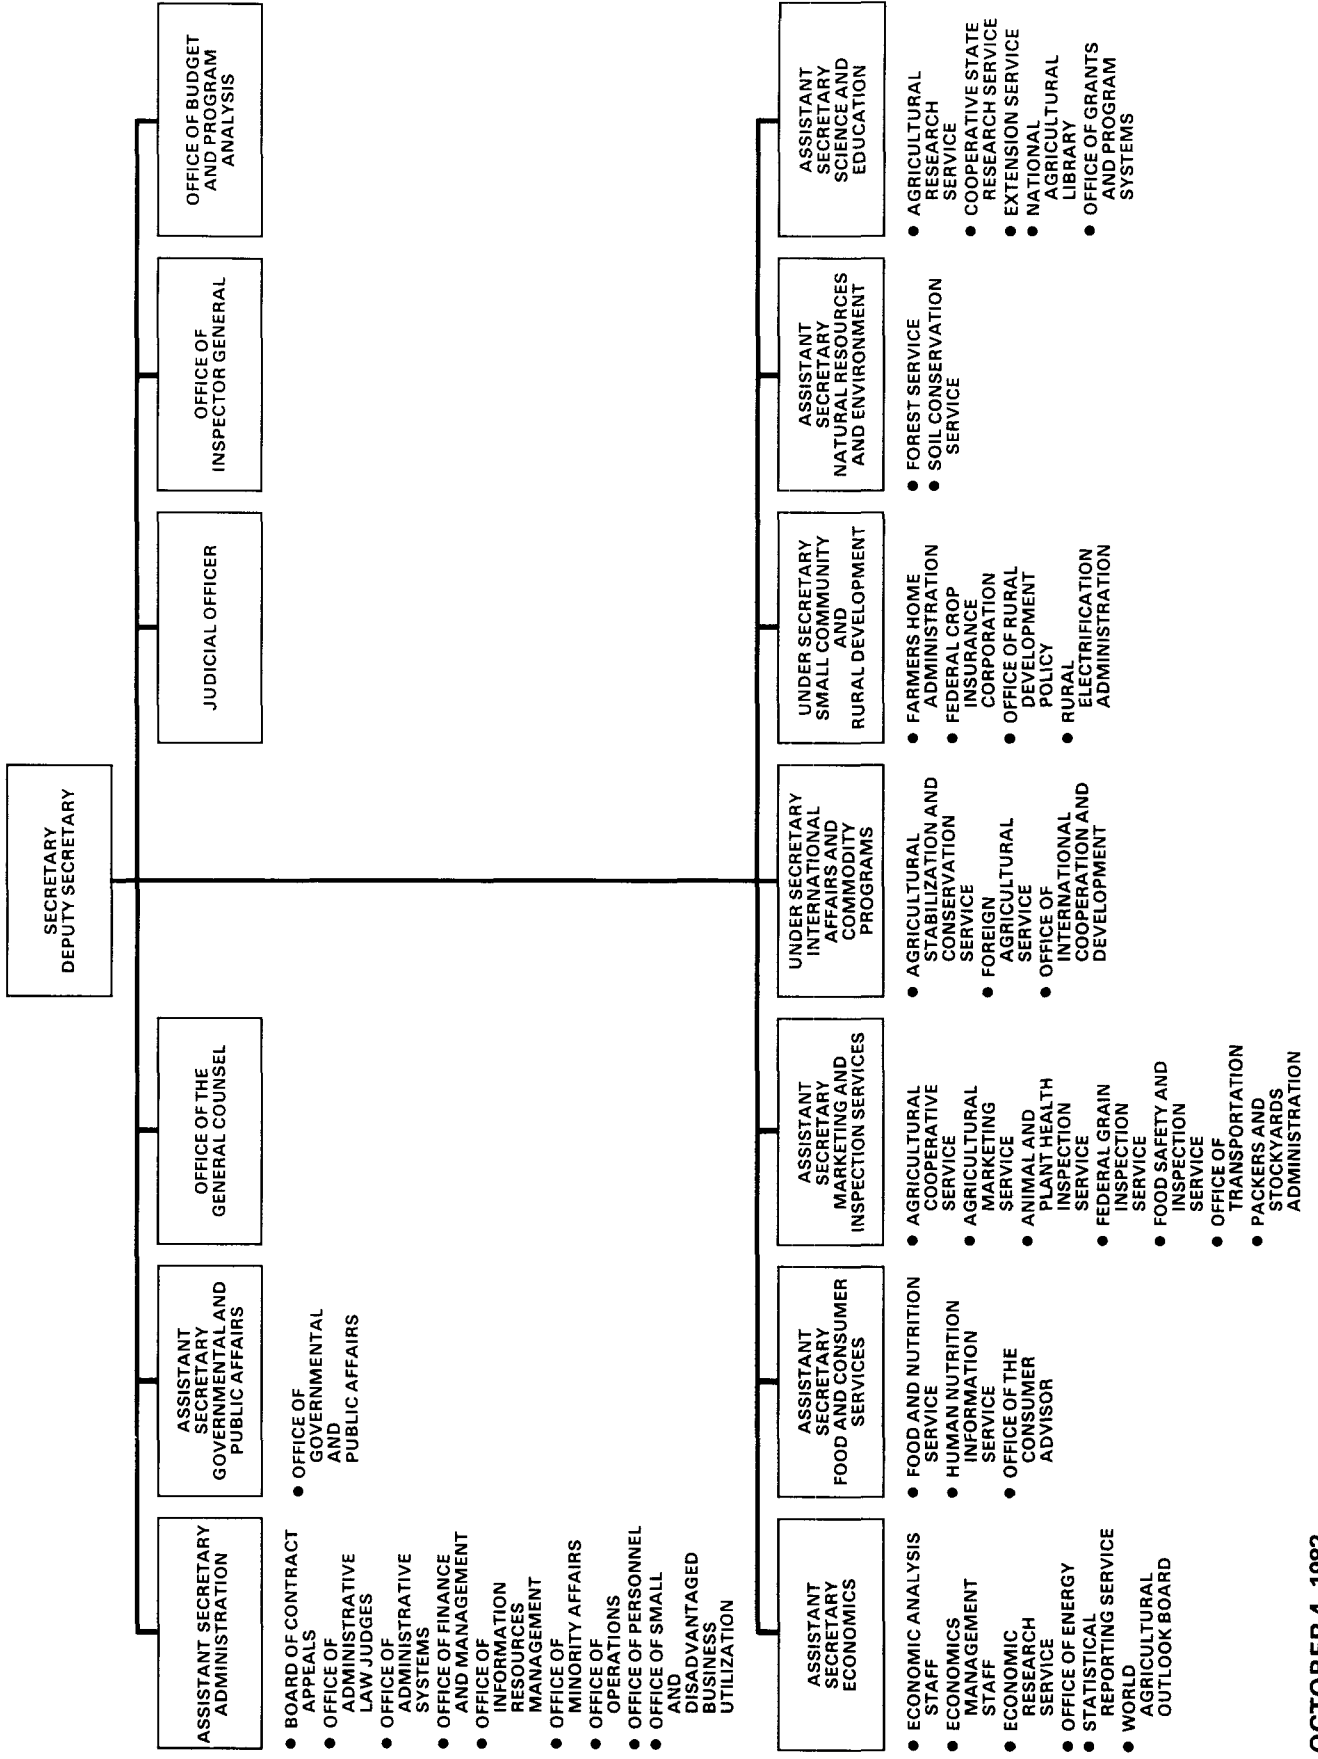 SECRETARY
DEPUTY SECRETARY
ASSISTANT SECRETARY
ADMINISTRATION
● BOARD OF CONTRACT
APPEALS
● OFFICE OF
ADMINISTRATIVE
LAW JUDGES
● OFFICE OF
ADMINISTRATIVE
SYSTEMS
● OFFICE OF FINANCE
AND MANAGEMENT
● OFFICE OF
INFORMATION
RESOURCES
MANAGEMENT
● OFFICE OF
MINORITY AFFAIRS
● OFFICE OF
OPERATIONS
● OFFICE OF PERSONNEL
● OFFICE OF SMALL
AND
DISADVANTAGED
BUSINESS
UTILIZATION
ASSISTANT
SECRETARY
GOVERNMENTAL AND
PUBLIC AFFAIRS
● OFFICE OF
GOVERNMENTAL
AND
PUBLIC AFFAIRS
OFFICE OF THE
GENERAL COUNSEL
JUDICIAL OFFICER
OFFICE OF
INSPECTOR GENERAL
OFFICE OF BUDGET
AND PROGRAM
ANALYSIS
ASSISTANT
SECRETARY
ECONOMICS
● ECONOMIC ANALYSIS
STAFF
● ECONOMICS
MANAGEMENT
STAFF
● ECONOMIC
RESEARCH
SERVICE
● OFFICE OF ENERGY
● STATISTICAL
REPORTING SERVICE
● WORLD
AGRICULTURAL
OUTLOOK BOARD
ASSISTANT
SECRETARY
FOOD AND CONSUMER
SERVICES
● FOOD AND NUTRITION
SERVICE
● HUMAN NUTRITION
INFORMATION
SERVICE
● OFFICE OF THE
CONSUMER
ADVISOR
ASSISTANT
SECRETARY
MARKETING AND
INSPECTION SERVICES
● AGRICULTURAL
COOPERATIVE
SERVICE
● AGRICULTURAL
MARKETING
SERVICE
● ANIMAL AND
PLANT HEALTH
INSPECTION
SERVICE
● FEDERAL GRAIN
INSPECTION
SERVICE
● FOOD SAFETY AND
INSPECTION
SERVICE
● OFFICE OF
TRANSPORTATION
● PACKERS AND
STOCKYARDS
ADMINISTRATION
UNDER SECRETARY
INTERNATIONAL
AFFAIRS AND
COMMODITY
PROGRAMS
● AGRICULTURAL
STABILIZATION AND
CONSERVATION
SERVICE
● FOREIGN
AGRICULTURAL
SERVICE
● OFFICE OF
INTERNATIONAL
COOPERATION AND
DEVELOPMENT
UNDER SECRETARY
SMALL COMMUNITY
AND
RURAL DEVELOPMENT
● FARMERS HOME
ADMINISTRATION
● FEDERAL CROP
INSURANCE
CORPORATION
● OFFICE OF RURAL
DEVELOPMENT
POLICY
● RURAL
ELECTRIFICATION
ADMINISTRATION
ASSISTANT
SECRETARY
NATURAL RESOURCES
AND ENVIRONMENT
● FOREST SERVICE
● SOIL CONSERVATION
SERVICE
ASSISTANT
SECRETARY
SCIENCE AND
EDUCATION
● AGRICULTURAL
RESEARCH
SERVICE
● COOPERATIVE STATE
RESEARCH SERVICE
● EXTENSION SERVICE
● NATIONAL
AGRICULTURAL
LIBRARY
● OFFICE OF GRANTS
AND PROGRAM
SYSTEMS
OCTOBER 4, 1982